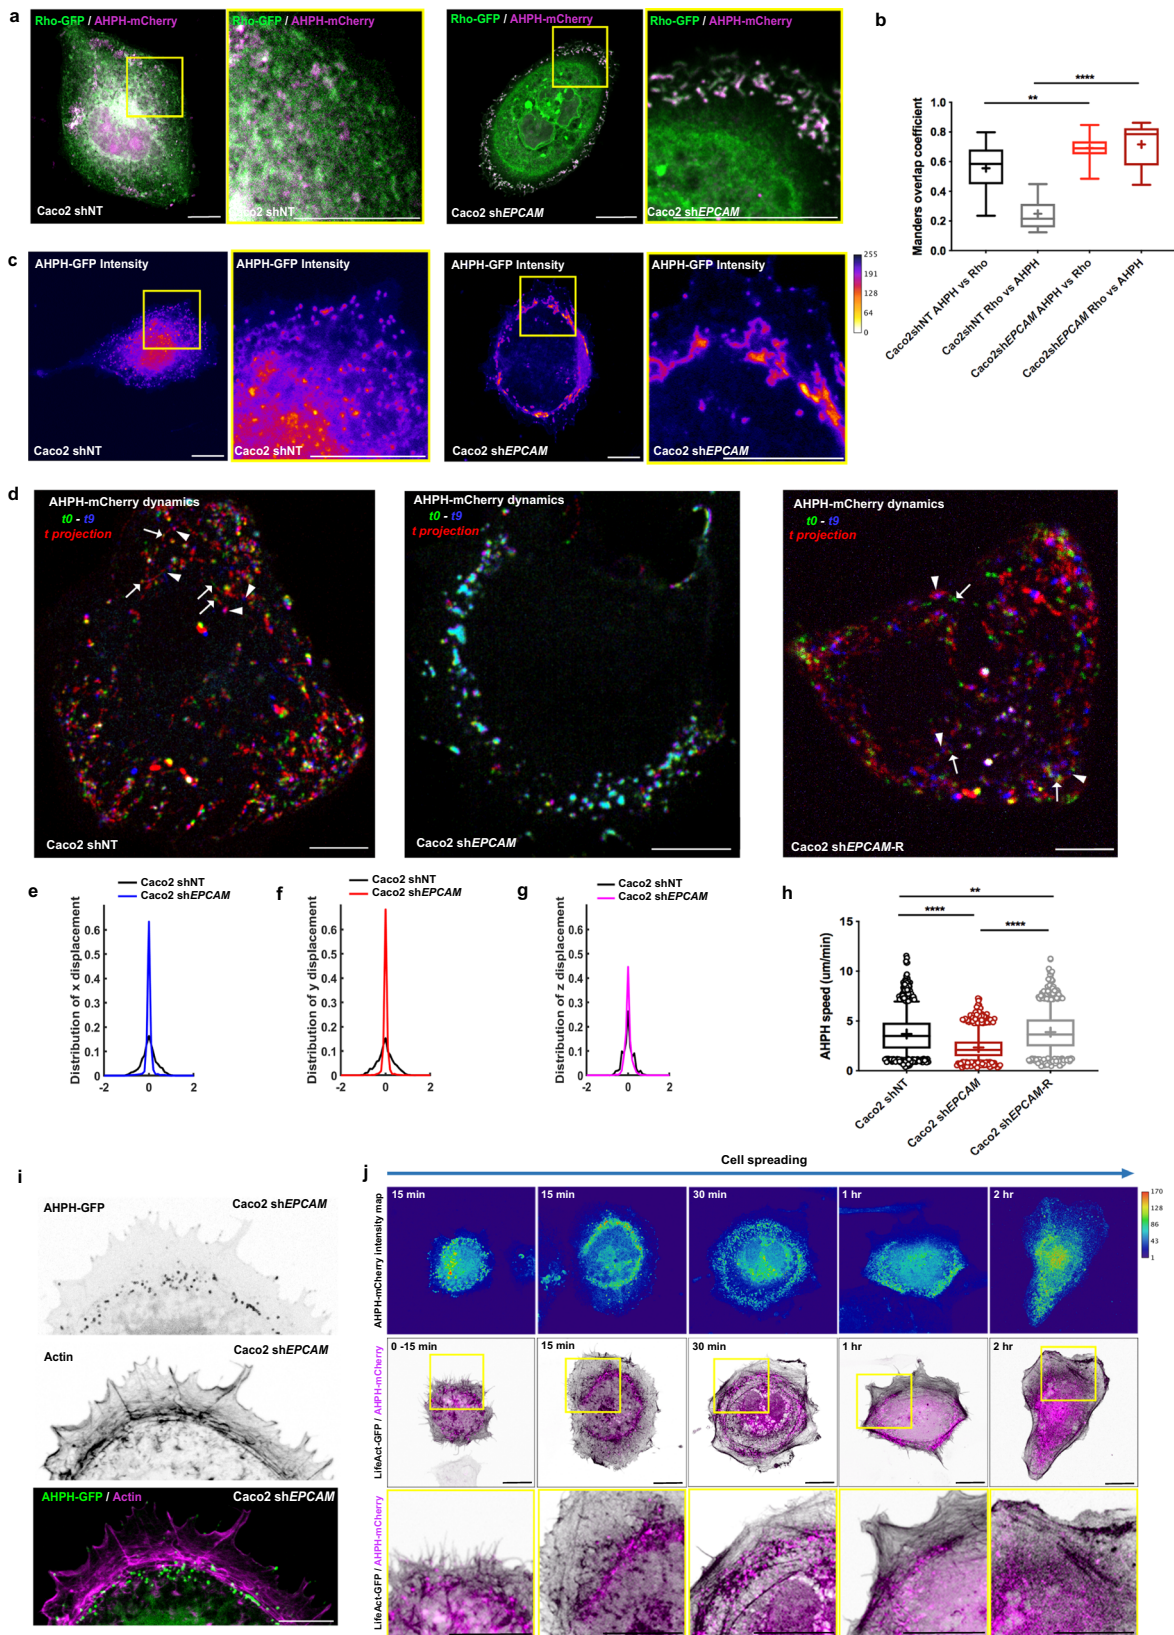 a
Rho-GFP / AHPH-mCherry
Rho-GFP / AHPH-mCherry
Rho-GFP / AHPH-mCherry
Rho-GFP / AHPH-mCherry
Caco2 shNT
Caco2 shNT
Caco2 shEPCAM
Caco2 shEPCAM
b
Manders overlap coefficient
1.0
0.8
0.6
0.4
0.2
0.0
**
****
Caco2shNT AHPH vs Rho
Cao2shNT Rho vs AHPH
Caco2shEPCAM AHPH vs Rho
Caco2shEPCAM Rho vs AHPH
c
AHPH-GFP Intensity
AHPH-GFP Intensity
AHPH-GFP Intensity
AHPH-GFP Intensity
Caco2 shNT
Caco2 shNT
Caco2 shEPCAM
Caco2 shEPCAM
255
191
128
64
0
d
AHPH-mCherry dynamics
t0 - t9
t projection
Caco2 shNT
AHPH-mCherry dynamics
t0 - t9
t projection
Caco2 shEPCAM
AHPH-mCherry dynamics
t0 - t9
t projection
Caco2 shEPCAM-R
e
Caco2 shNT
Caco2 shEPCAM
Distribution of x displacement
0.6
0.5
0.4
0.3
0.2
0.1
0
-2
0
2
f
Caco2 shNT
Caco2 shEPCAM
Distribution of y displacement
0.6
0.5
0.4
0.3
0.2
0.1
0
-2
0
2
g
Caco2 shNT
Caco2 shEPCAM
Distribution of z displacement
0.6
0.5
0.4
0.3
0.2
0.1
0
-2
0
2
h
AHPH speed (um/min)
15
10
5
0
**
****
****
Caco2 shNT
Caco2 shEPCAM
Caco2 shEPCAM-R
i
AHPH-GFP
Caco2 shEPCAM
Actin
Caco2 shEPCAM
AHPH-GFP / Actin
Caco2 shEPCAM
j
Cell spreading
AHPH-mCherry intensity map
15 min
15 min
30 min
1 hr
2 hr
170
128
86
43
1
LifeAct-GFP / AHPH-mCherry
0 -15 min
15 min
30 min
1 hr
2 hr
LifeAct-GFP / AHPH-mCherry